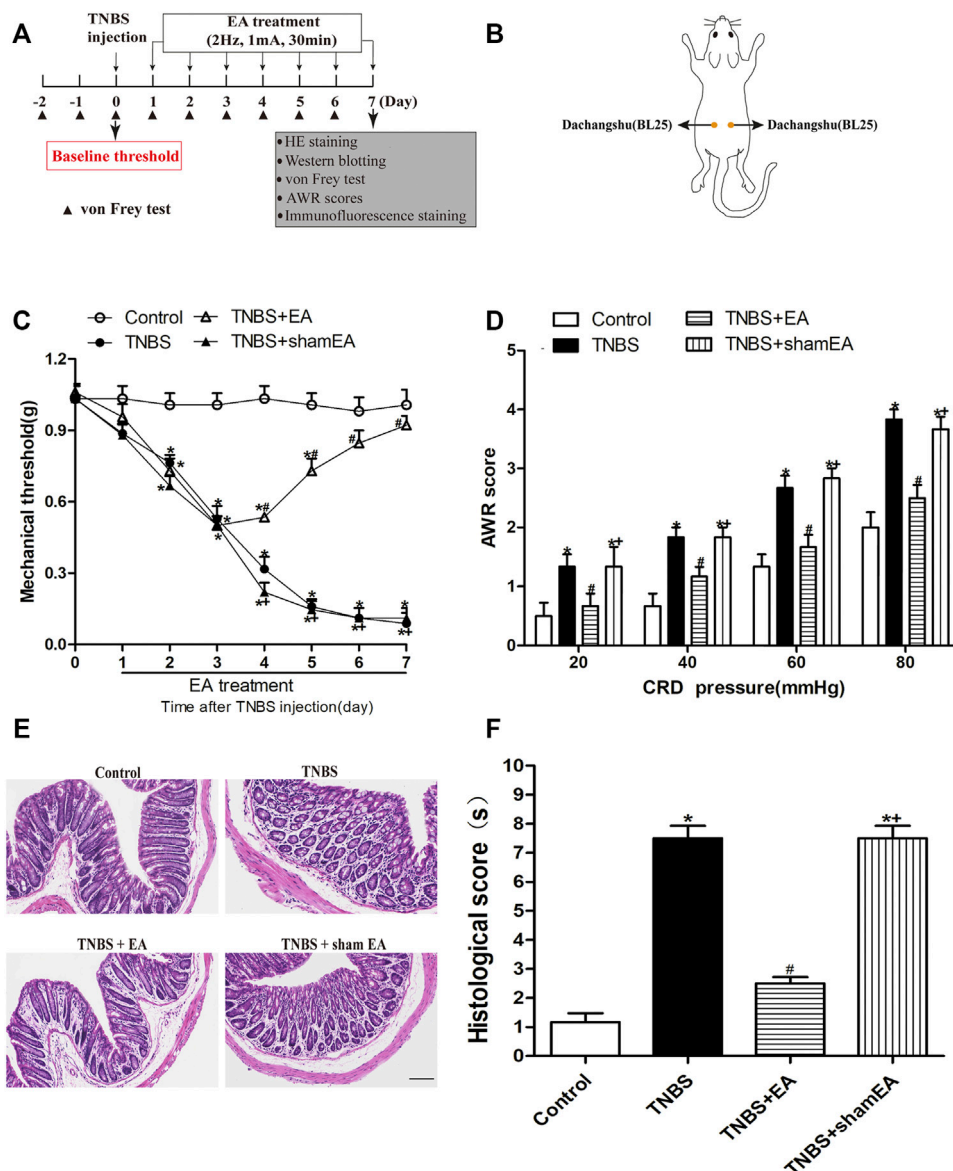 A
TNBS
injection
EA treatment
(2Hz, 1mA, 30min)
-2 -1 0 1 2 3 4 5 6 7 (Day)
Baseline threshold
▲ von Frey test
• HE staining
• Western blotting
• von Frey test
• AWR scores
• Immunofluorescence staining
B
Dachangshu(BL25) Dachangshu(BL25)
C
Control TNBS+EA
TNBS TNBS+shamEA
Mechanical threshold(g)
1.2
0.9
0.6
0.3
0.0
* * * * * * *# *# # #
* *+ * *+ * *+ * *+
0 1 2 3 4 5 6 7
EA treatment
Time after TNBS injection(day)
D
Control TNBS+EA
TNBS TNBS+shamEA
AWR score
5
4
3
2
1
0
* # *+ * # *+ * # *+ * # *+
20 40 60 80
CRD pressure(mmHg)
E
Control TNBS
TNBS + EA TNBS + sham EA
F
Histological score（s）
10
9
8
7
6
5
4
3
2
1
0
* # *+
Control TNBS TNBS+EA TNBS+shamEA